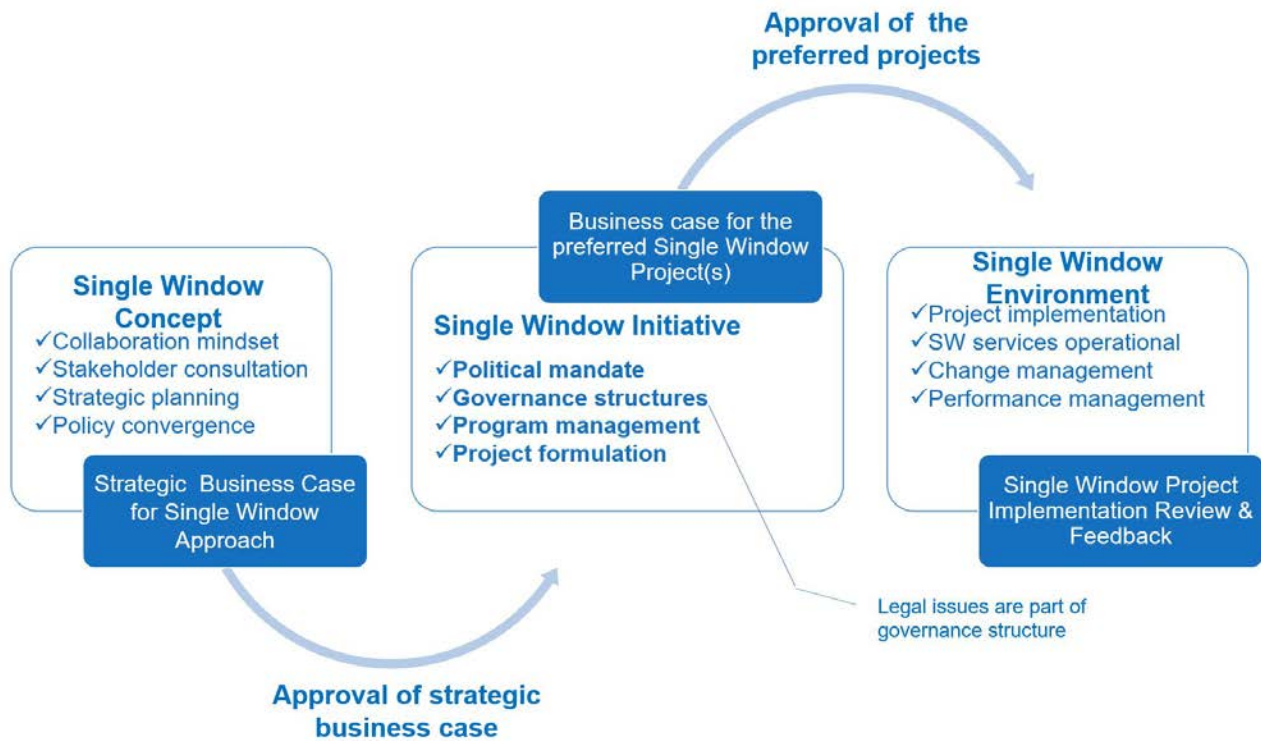 Approval of the
preferred projects
Business case for the
preferred Single Window
Project(s)
Single Window
Concept
✓Collaboration mindset
✓Stakeholder consultation
✓Strategic planning
✓Policy convergence
Strategic Business Case
for Single Window
Approach
Single Window Initiative
✓Political mandate
✓Governance structures
✓Program management
✓Project formulation
Single Window
Environment
✓Project implementation
✓SW services operational
✓Change management
✓Performance management
Single Window Project
Implementation Review &
Feedback
Legal issues are part of
governance structure
Approval of strategic
business case